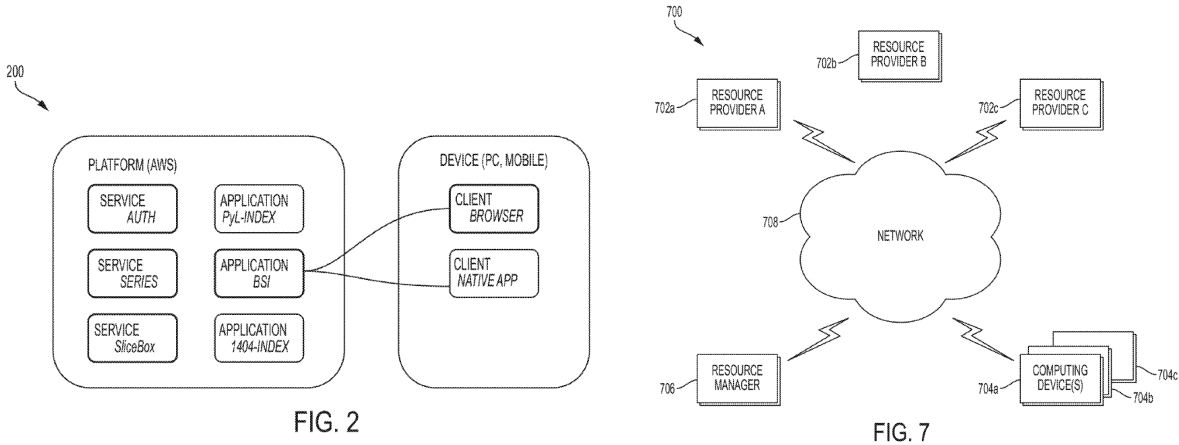 200
PLATFORM (AWS)
SERVICE
AUTH
APPLICATION
PyL-INDEX
SERVICE
SERIES
APPLICATION
BSI
SERVICE
SliceBox
APPLICATION
1404-INDEX
DEVICE (PC, MOBILE)
CLIENT
BROWSER
CLIENT
NATIVE APP
FIG. 2
700
702b
RESOURCE
PROVIDER B
702a
RESOURCE
PROVIDER A
702c
RESOURCE
PROVIDER C
708
NETWORK
706
RESOURCE
MANAGER
704a
COMPUTING
DEVICE(S)
704c
704b
FIG. 7